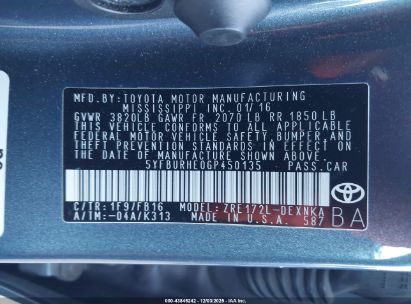 MFD.BY: TOYOTA MOTOR MANUFACTURING
MISSISSIPPI INC. 01/16
GVWR 3820LB GAWR FR 2070 LB RR 1850 LB
THIS VEHICLE CONFORMS TO ALL APPLICABLE
FEDERAL MOTOR VEHICLE SAFETY, BUMPER, AND
THEFT PREVENTION STANDARDS IN EFFECT ON
THE DATE OF MANUFACTURE SHOWN ABOVE.
5YFBURHE0GP450135 PASS.CAR
C/TR:1F9/FB16 MODEL: ZRE172L-DEXNKA
A/TM:-04A/K313 MADE IN U.S.A. 587
TOYOTA
BA